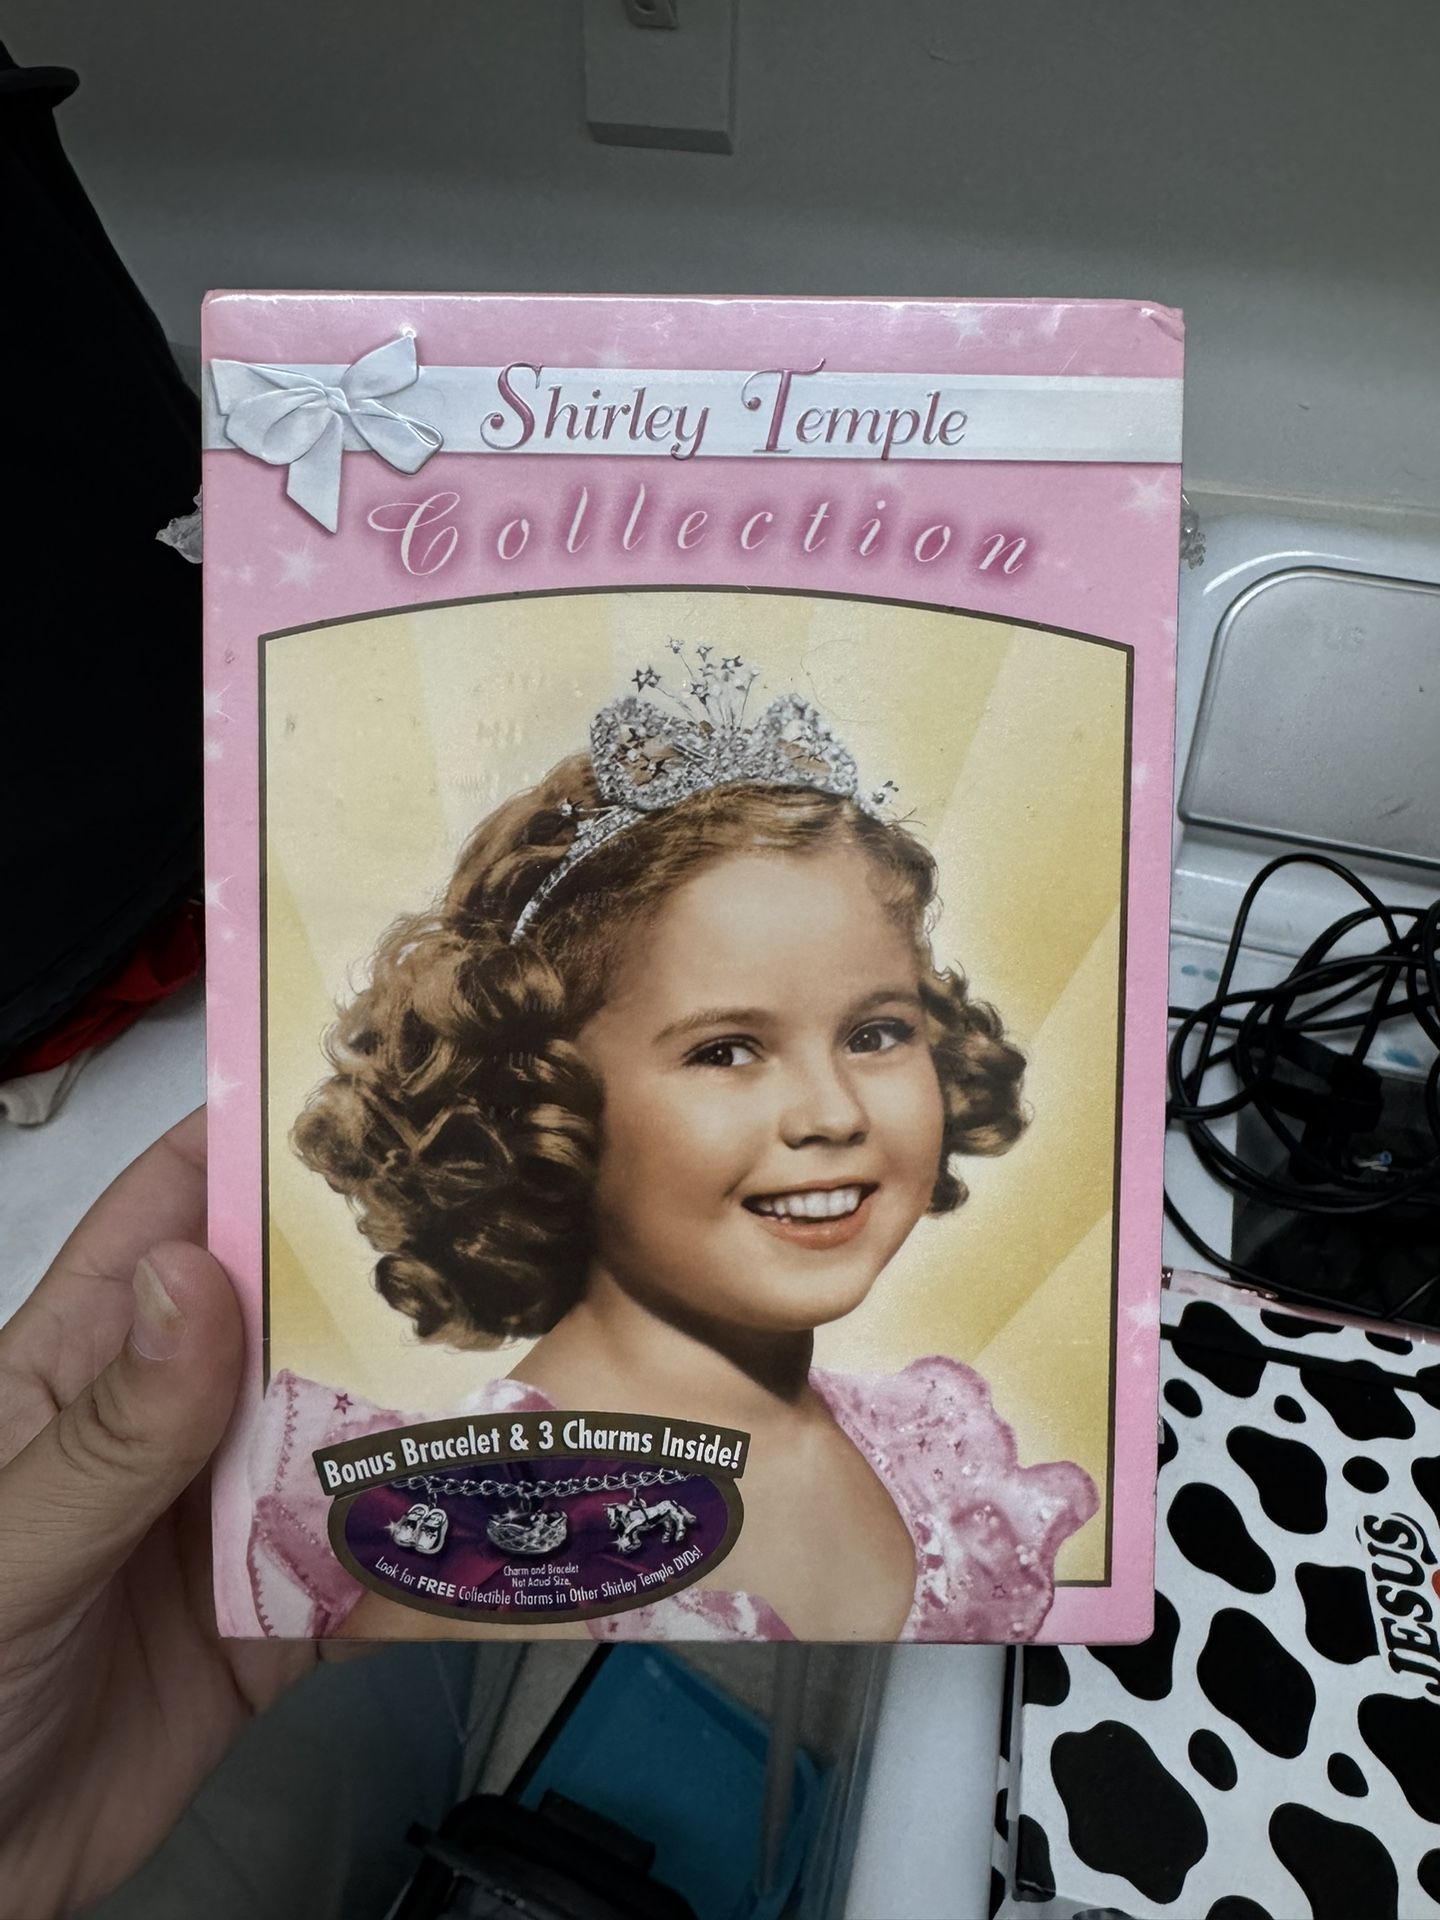 Shirley Temple
Collection
Bonus Bracelet & 3 Charms Inside!
Charm and Bracelet
Not Actual Size.
Look for FREE Collectible Charms in Other Shirley Temple DVDs!
JESUS